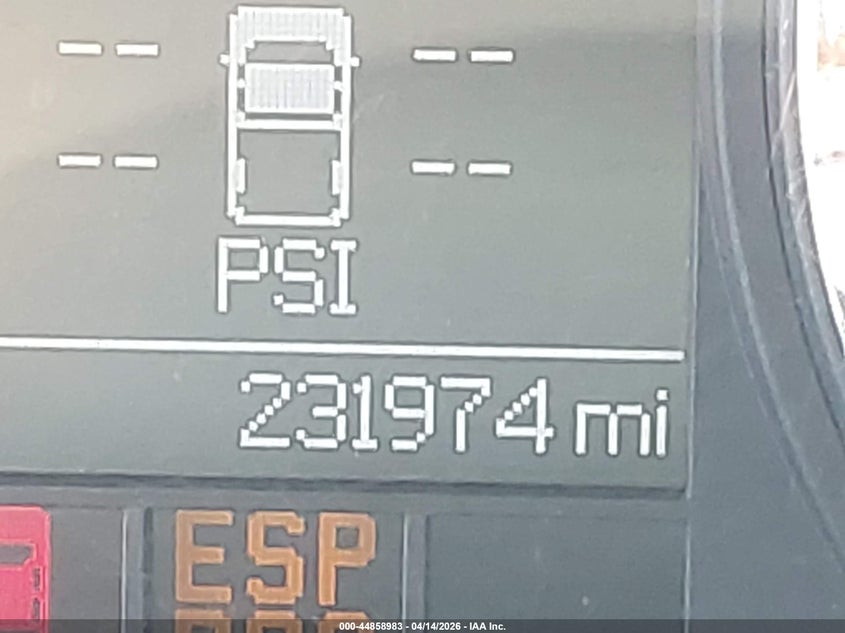 -- --
-- --
PSI
231974 mi
ESP
000-44858983 - 04/14/2026 - IAA Inc.